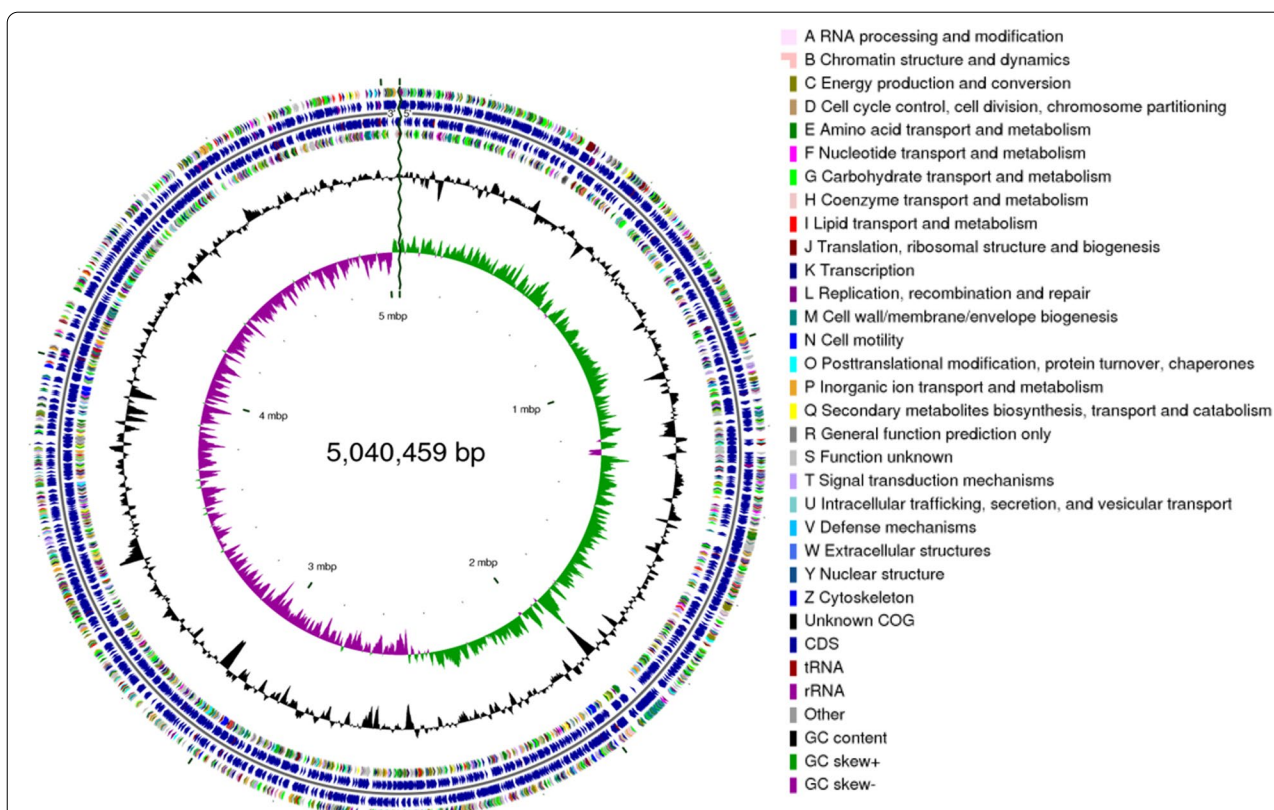 3' 5'
5 mbp
1 mbp
4 mbp
5,040,459 bp
2 mbp
3 mbp
A RNA processing and modification
B Chromatin structure and dynamics
C Energy production and conversion
D Cell cycle control, cell division, chromosome partitioning
E Amino acid transport and metabolism
F Nucleotide transport and metabolism
G Carbohydrate transport and metabolism
H Coenzyme transport and metabolism
I Lipid transport and metabolism
J Translation, ribosomal structure and biogenesis
K Transcription
L Replication, recombination and repair
M Cell wall/membrane/envelope biogenesis
N Cell motility
O Posttranslational modification, protein turnover, chaperones
P Inorganic ion transport and metabolism
Q Secondary metabolites biosynthesis, transport and catabolism
R General function prediction only
S Function unknown
T Signal transduction mechanisms
U Intracellular trafficking, secretion, and vesicular transport
V Defense mechanisms
W Extracellular structures
Y Nuclear structure
Z Cytoskeleton
Unknown COG
CDS
tRNA
rRNA
Other
GC content
GC skew+
GC skew-